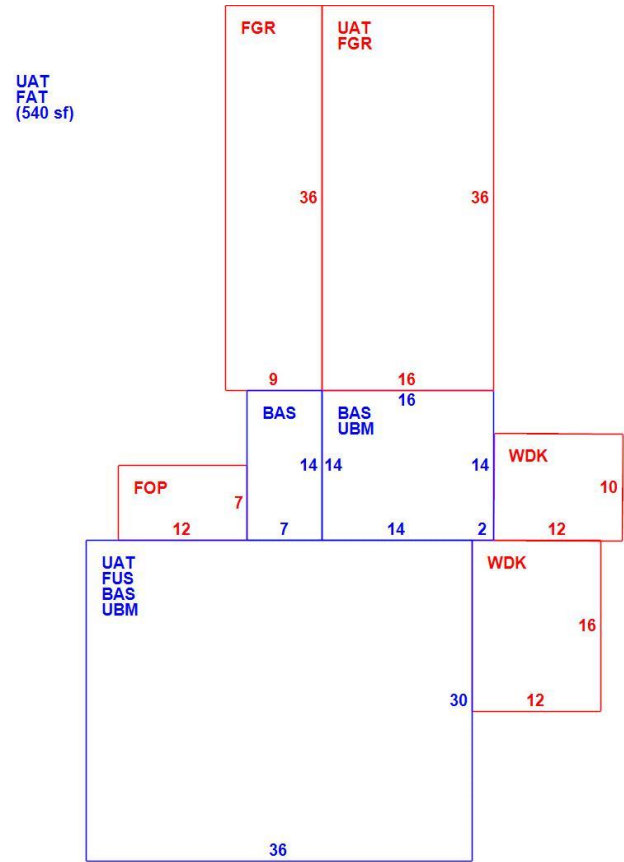 FGR
UAT
FGR
UAT
FAT
(540 sf)
36
36
9
16
16
BAS
BAS
UBM
14
14
14
WDK
10
FOP
7
12
7
14
2
12
UAT
FUS
BAS
UBM
WDK
16
30
12
36